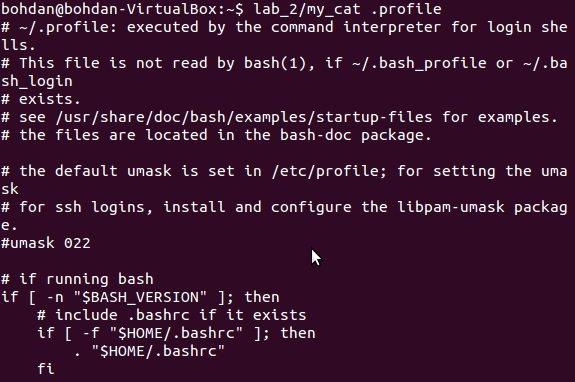 bohdan@bohdan-VirtualBox:~$ lab_2/my_cat .profile
# ~/.profile: executed by the command interpreter for login she
lls.
# This file is not read by bash(1), if ~/.bash_profile or ~/.ba
sh_login
# exists.
# see /usr/share/doc/bash/examples/startup-files for examples.
# the files are located in the bash-doc package.

# the default umask is set in /etc/profile; for setting the uma
sk
# for ssh logins, install and configure the libpam-umask packag
e.
#umask 022

# if running bash
if [ -n "$BASH_VERSION" ]; then
    # include .bashrc if it exists
    if [ -f "$HOME/.bashrc" ]; then
        . "$HOME/.bashrc"
    fi